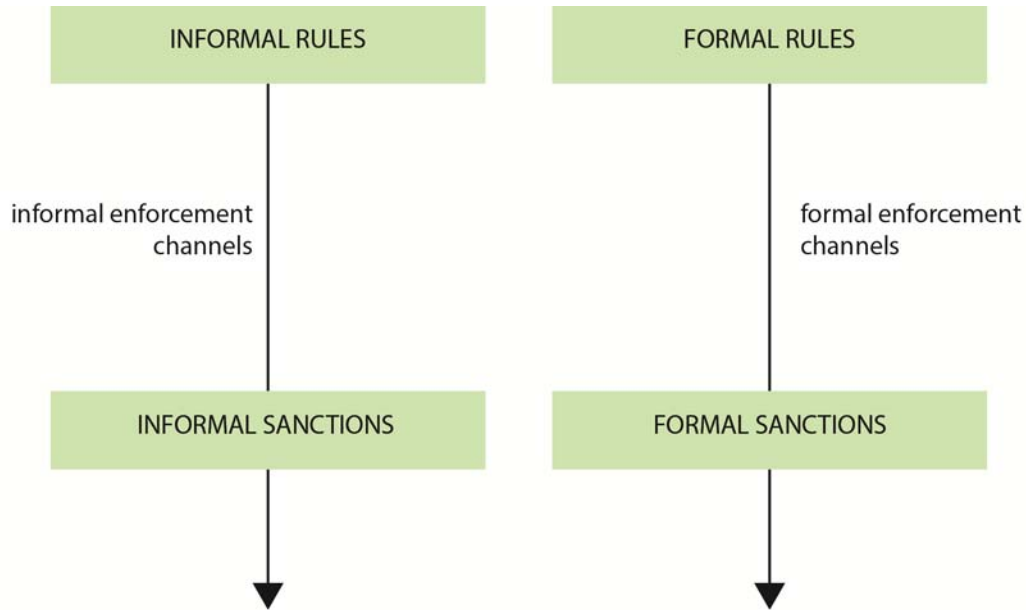 INFORMAL RULES
FORMAL RULES
informal enforcement
channels
formal enforcement
channels
INFORMAL SANCTIONS
FORMAL SANCTIONS